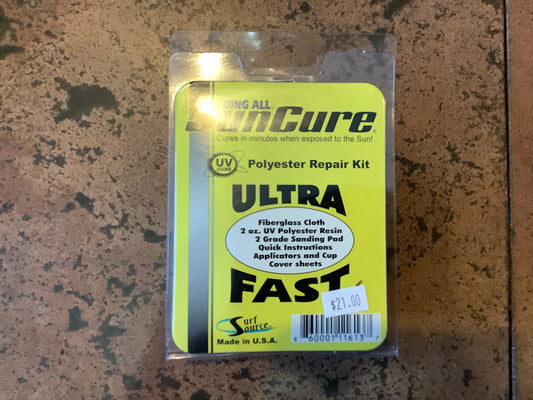 DING ALL.
SunCure®
Cures in minutes when exposed to the Sun!
UV CURE
Polyester Repair Kit
ULTRA
Fiberglass Cloth
2 oz. UV Polyester Resin
2 Grade Sanding Pad
Quick Instructions
Applicators and Cup
Cover sheets
FAST
$21.00
Surf Source
Made in U.S.A.
8 60001 11613 7